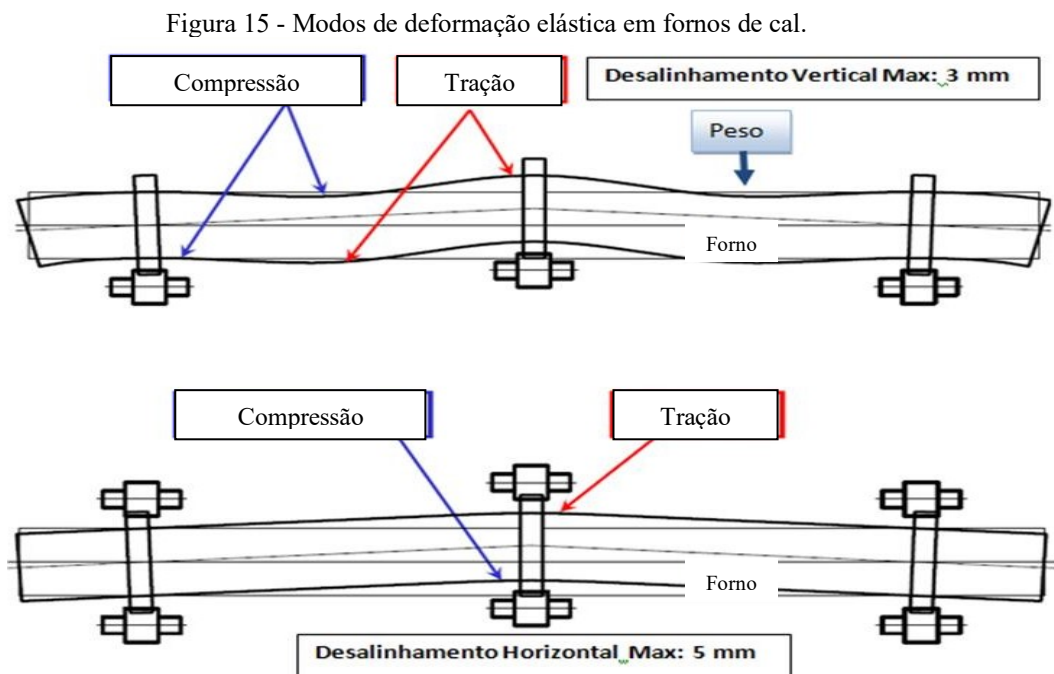 Figura 15 - Modos de deformação elástica em fornos de cal.
Compressão
Tração
Desalinhamento Vertical Max: 3 mm
Peso
Forno
Compressão
Tração
Forno
Desalinhamento Horizontal Max: 5 mm